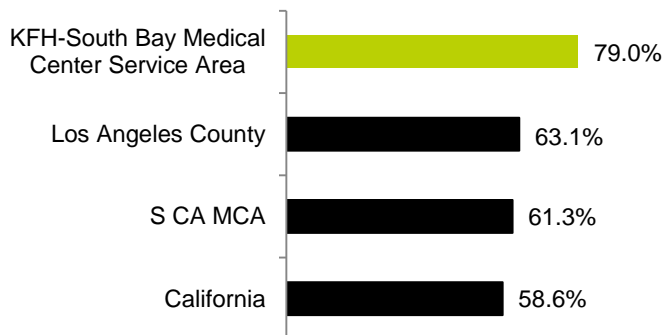 KFH-South Bay Medical
Center Service Area
79.0%
Los Angeles County
63.1%
S CA MCA
61.3%
California
58.6%